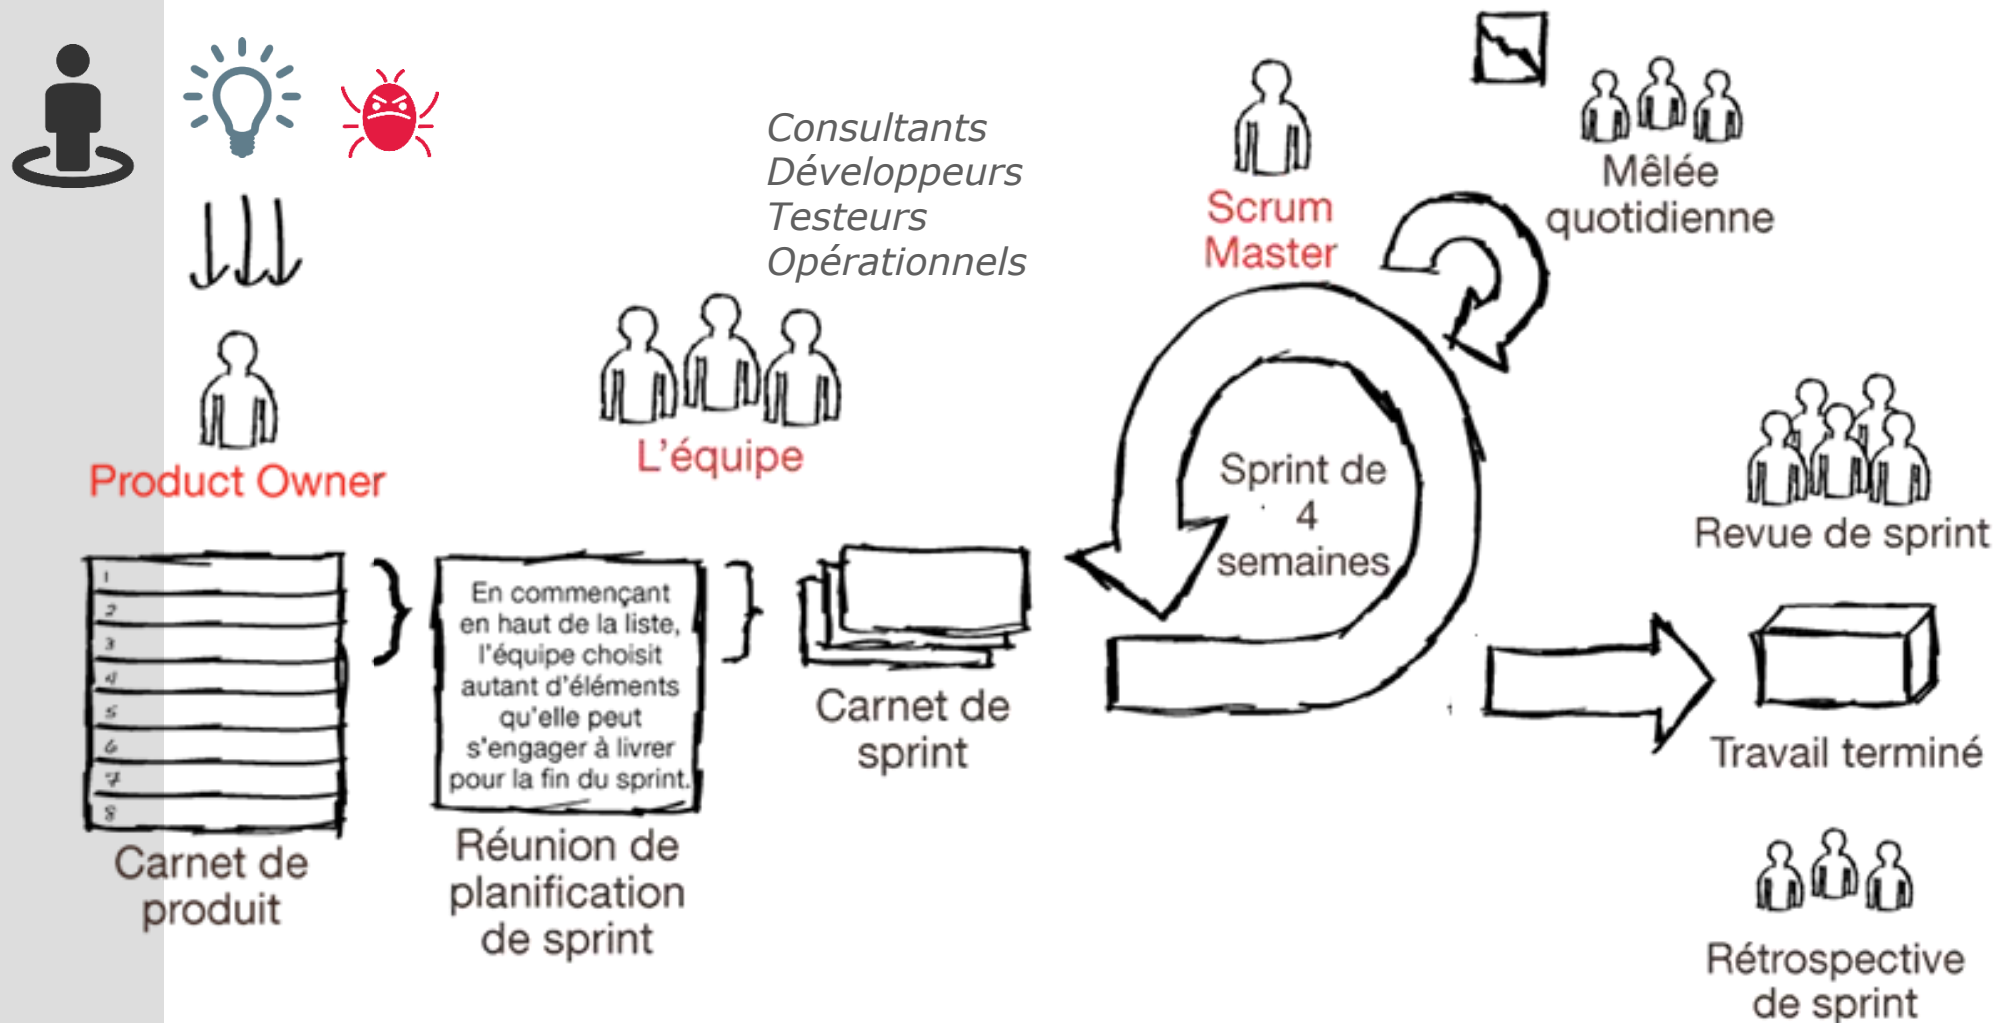 Consultants
Développeurs
Testeurs
Opérationnels
Scrum
Master
Mêlée
quotidienne
Product Owner
L'équipe
1
2
3
4
5
6
7
8
Carnet de
produit
En commençant
en haut de la liste,
l'équipe choisit
autant d'éléments
qu'elle peut
s'engager à livrer
pour la fin du sprint.
Réunion de
planification
de sprint
Carnet de
sprint
Sprint de
4
semaines
Revue de sprint
Travail terminé
Rétrospective
de sprint